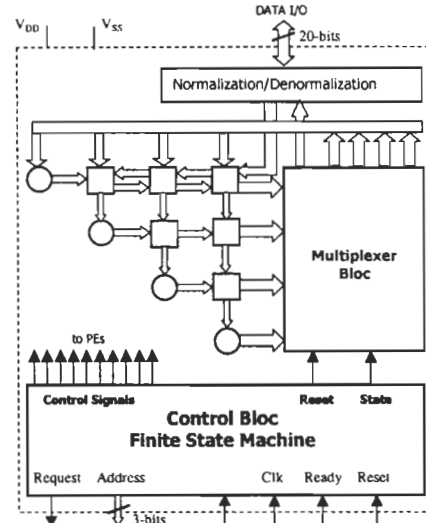 DATA I/O
V_DD V_SS
20-bits
Normalization/Denormalization
Multiplexer
Bloc
to PEs
Control Signals Reset State
Control Bloc
Finite State Machine
Request Address Clk Ready Reset
3-bits